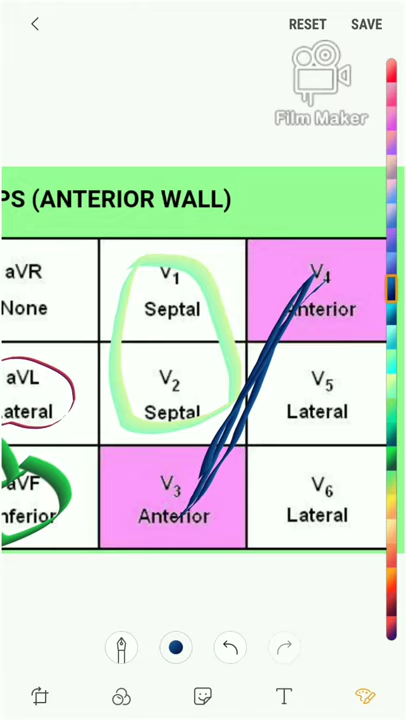 RESET SAVE
Film Maker
PS (ANTERIOR WALL)
aVR V1 V4
None Septal Anterior
aVL V2 V5
ateral Septal Lateral
aVF V3 V6
nferior Anterior Lateral
T